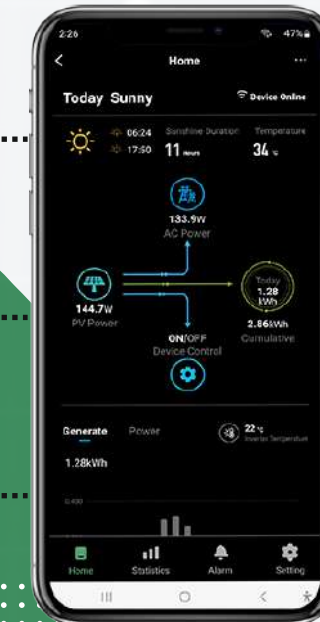 2:26 47%
Home
Today Sunny Device Online
06:24 Sunshine Duration Temperature
17:50 11 Hours 34 ℃
133.9W
AC Power
Today
1.28
kWh
144.7W
PV Power
2.86kWh
Cumulative
ON/OFF
Device Control
Generate Power 22 ℃
Inverter Temperature
1.28kWh
0.400
Home Statistics Alarm Setting